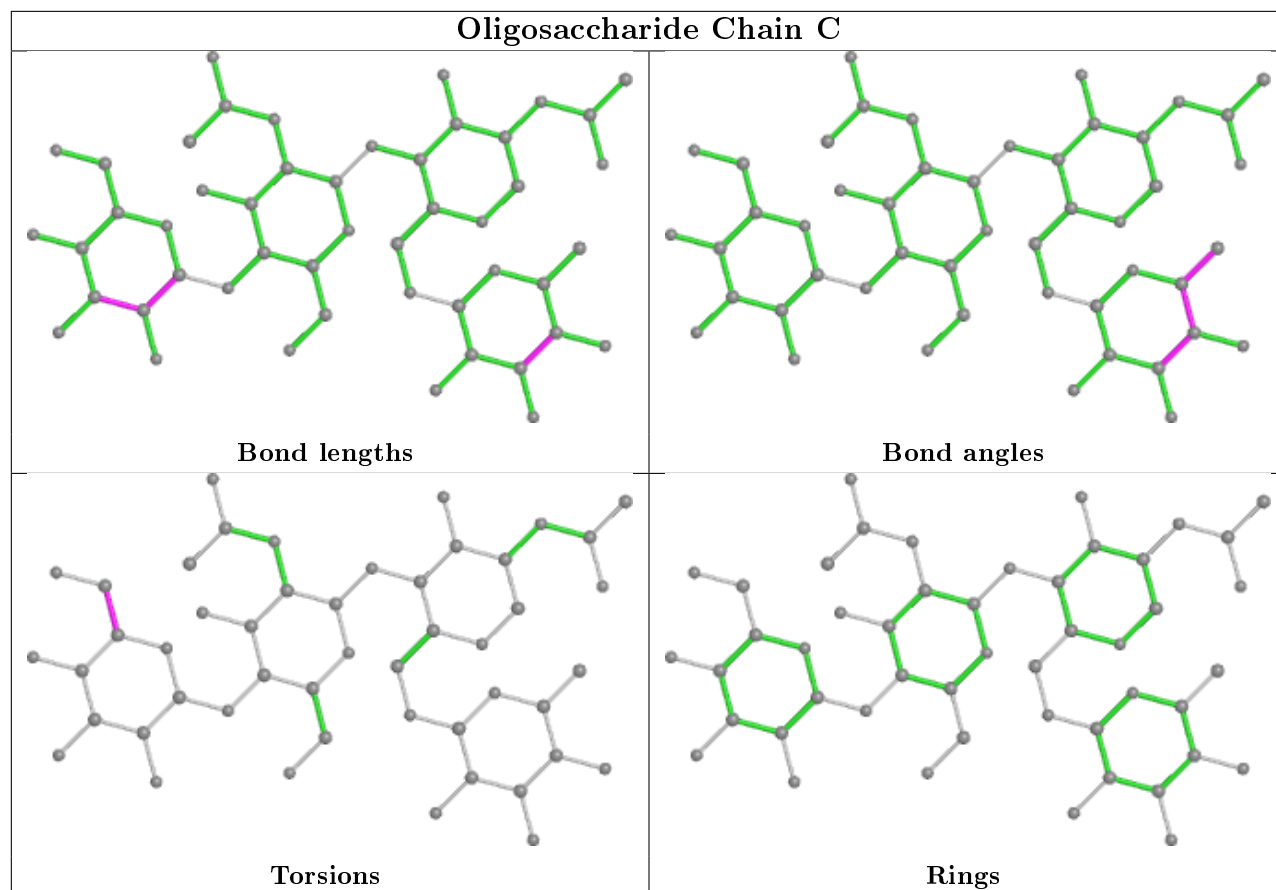 Oligosaccharide Chain C
Bond lengths
Bond angles
Torsions
Rings